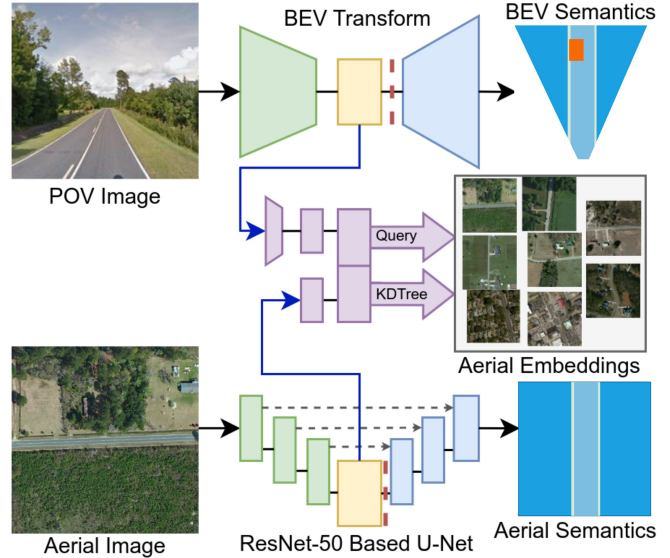 BEV Transform
BEV Semantics
POV Image
Query
KDTree
Aerial Embeddings
Aerial Image
ResNet-50 Based U-Net
Aerial Semantics